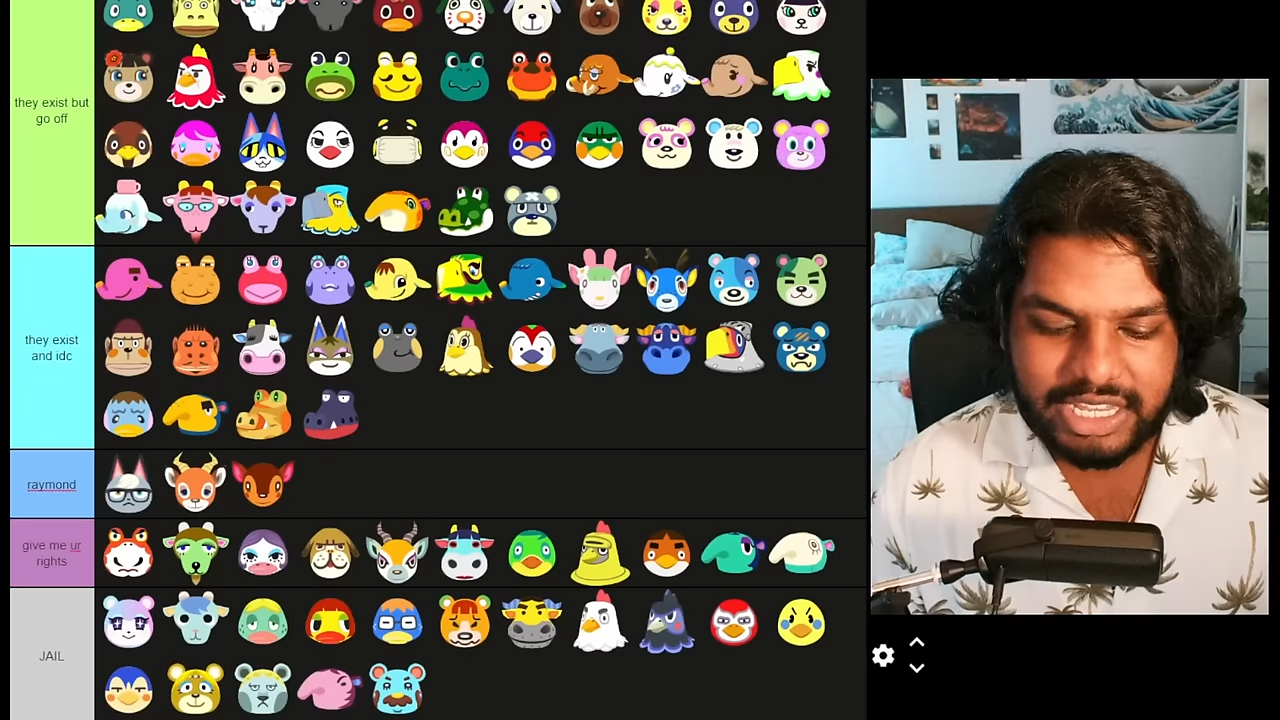 they exist but
go off
they exist
and idc
raymond
give me ur
rights
JAIL